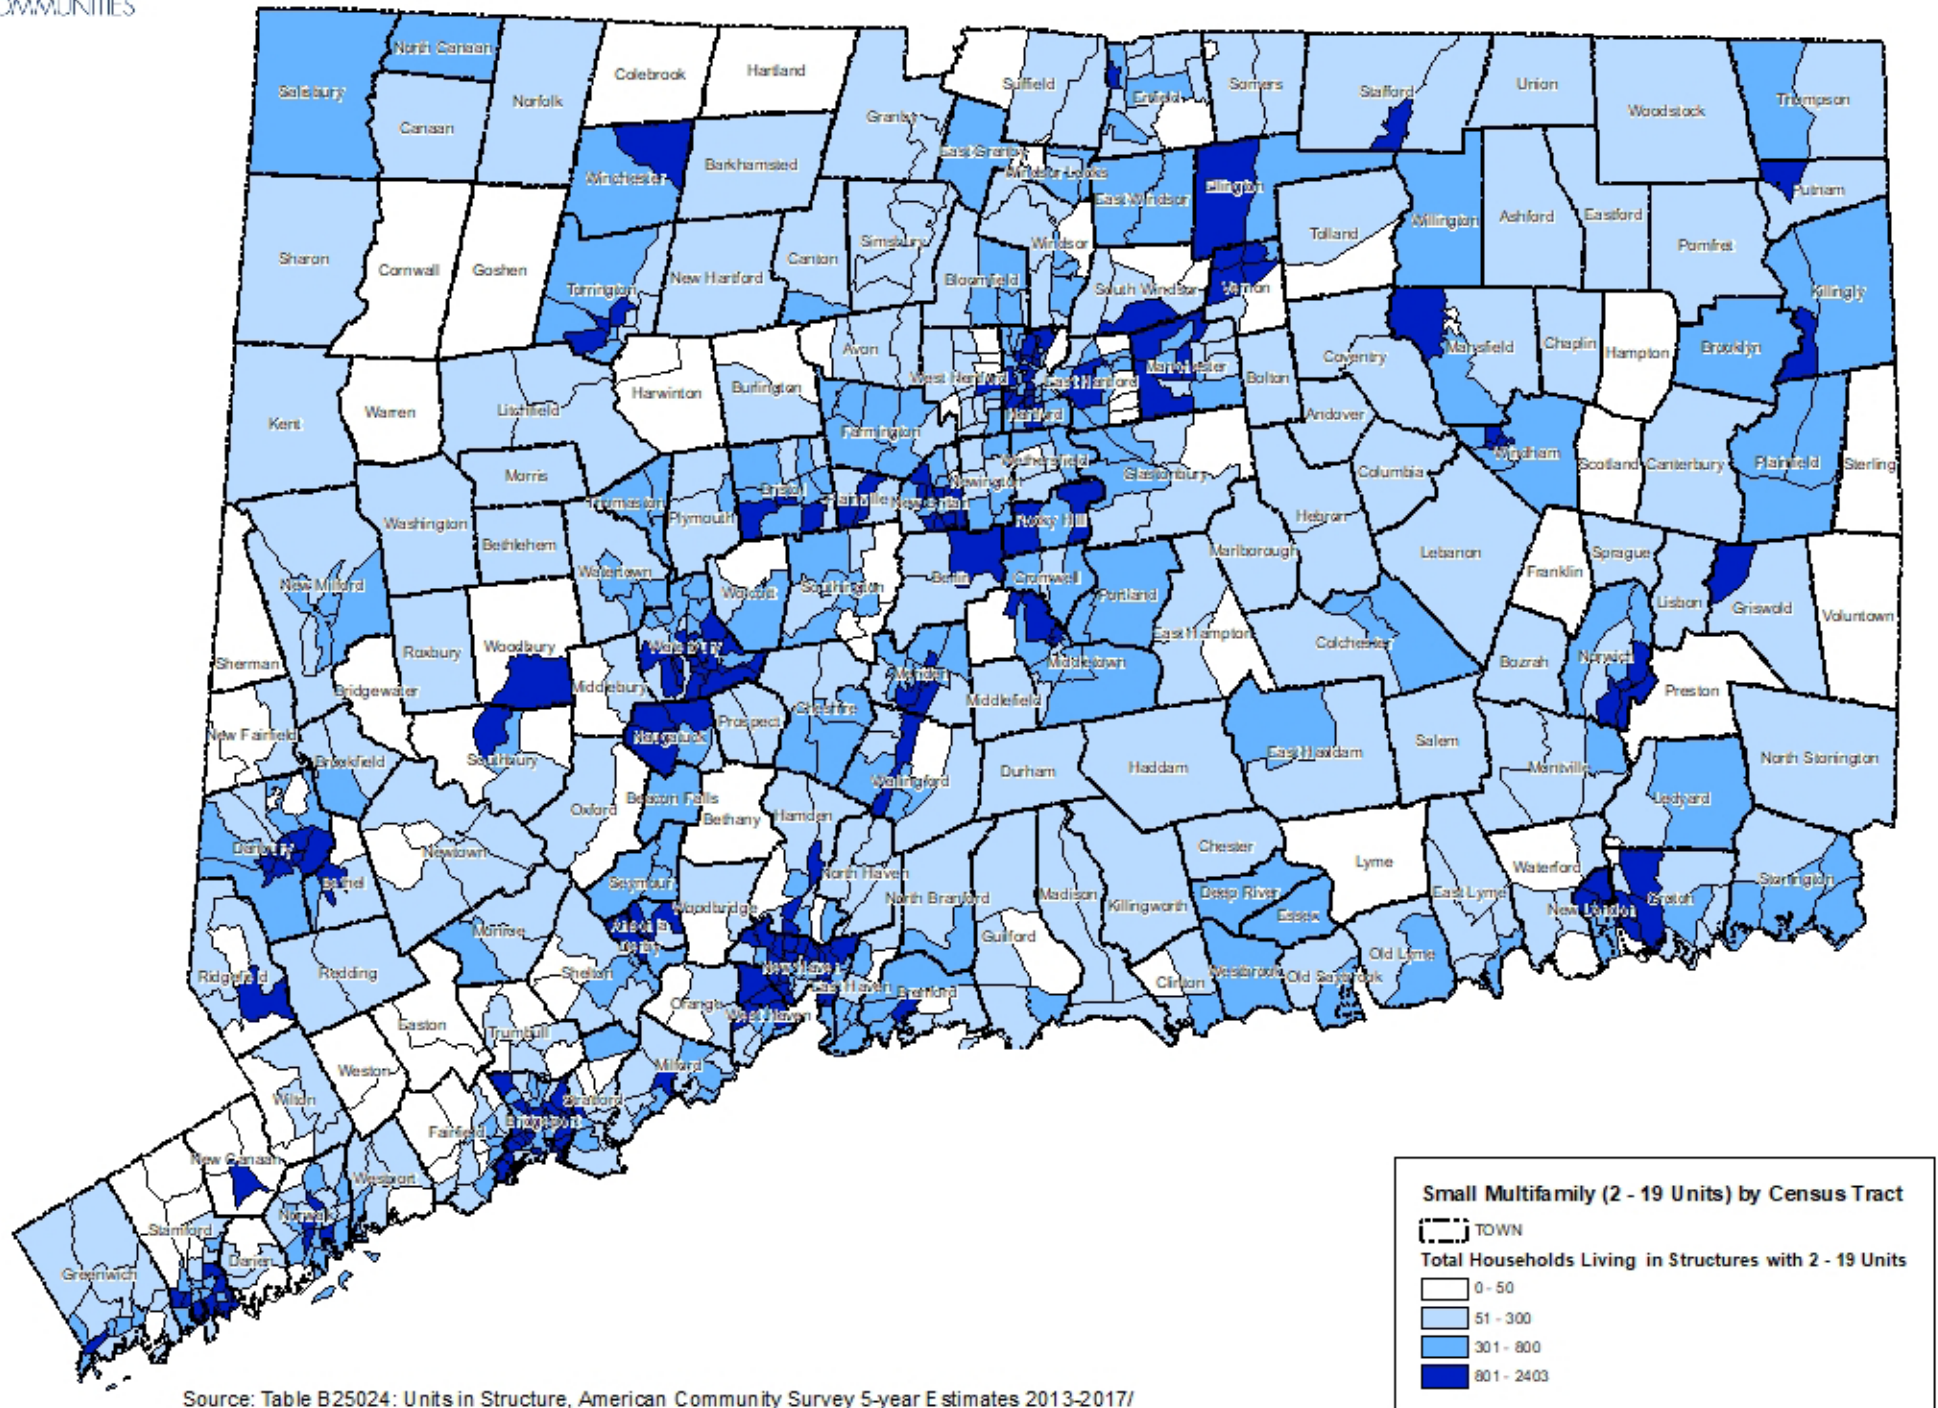 OMMUNITIES
North Canaan
Salisbury
Canaan
Norfolk
Colebrook
Hartland
Granby
Suffield
Enfield
Somers
Stafford
Union
Woodstock
Thompson
Winchester
Barkhamsted
East Granby
Windsor Locks
East Windsor
Ellington
Willington
Ashford
Eastford
Putnam
Sharon
Cornwall
Goshen
Torrington
New Hartford
Canton
Simsbury
Bloomfield
Windsor
South Windsor
Vernon
Tolland
Pomfret
Killingly
Kent
Warren
Litchfield
Harwinton
Burlington
Avon
West Hartford
Hartford
East Hartford
Manchester
Bolton
Coventry
Andover
Mansfield
Chaplin
Hampton
Brooklyn
Farmington
Morris
Washington
Bethlehem
Thomaston
Plymouth
Bristol
Plainville
New Britain
Newington
Wethersfield
Glastonbury
Rocky Hill
Hebron
Columbia
Windham
Scotland
Canterbury
Plainfield
Sterling
New Milford
Watertown
Wolcott
Southington
Berlin
Cromwell
Portland
Marlborough
Lebanon
Franklin
Sprague
Lisbon
Griswold
Voluntown
Sherman
Bridgewater
Roxbury
Woodbury
Middlebury
Waterbury
Meriden
Middletown
East Hampton
Colchester
Bozrah
Norwich
Preston
New Fairfield
Brookfield
Southbury
Naugatuck
Prospect
Cheshire
Middlefield
Wallingford
Durham
Haddam
East Haddam
Salem
Montville
Ledyard
North Stonington
Danbury
Bethel
Newtown
Oxford
Beacon Falls
Bethany
Hamden
Seymour
North Haven
North Branford
Madison
Killingworth
Chester
Deep River
Essex
Lyme
East Lyme
Waterford
New London
Groton
Stonington
Ridgefield
Redding
Monroe
Ansonia
Derby
Woodbridge
Shelton
Orange
New Haven
West Haven
East Haven
Branford
Guilford
Clinton
Westbrook
Old Saybrook
Old Lyme
Easton
Trumbull
Weston
Wilton
Milford
Stratford
Bridgeport
Fairfield
New Canaan
Westport
Norwalk
Stamford
Darien
Greenwich
Small Multifamily (2 - 19 Units) by Census Tract
TOWN
Total Households Living in Structures with 2 - 19 Units
0 - 50
51 - 300
301 - 800
801 - 2403
Source: Table B25024: Units in Structure, American Community Survey 5-year Estimates 2013-2017/